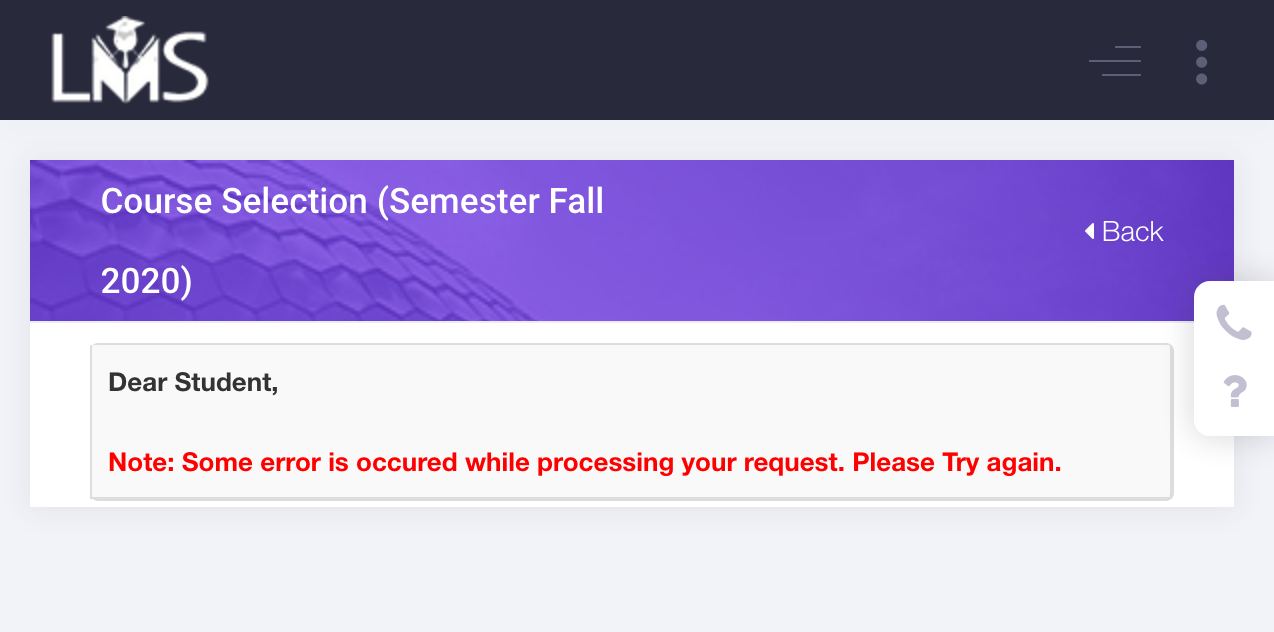 LMS
Course Selection (Semester Fall
2020)
Back
Dear Student,
Note: Some error is occured while processing your request. Please Try again.
?